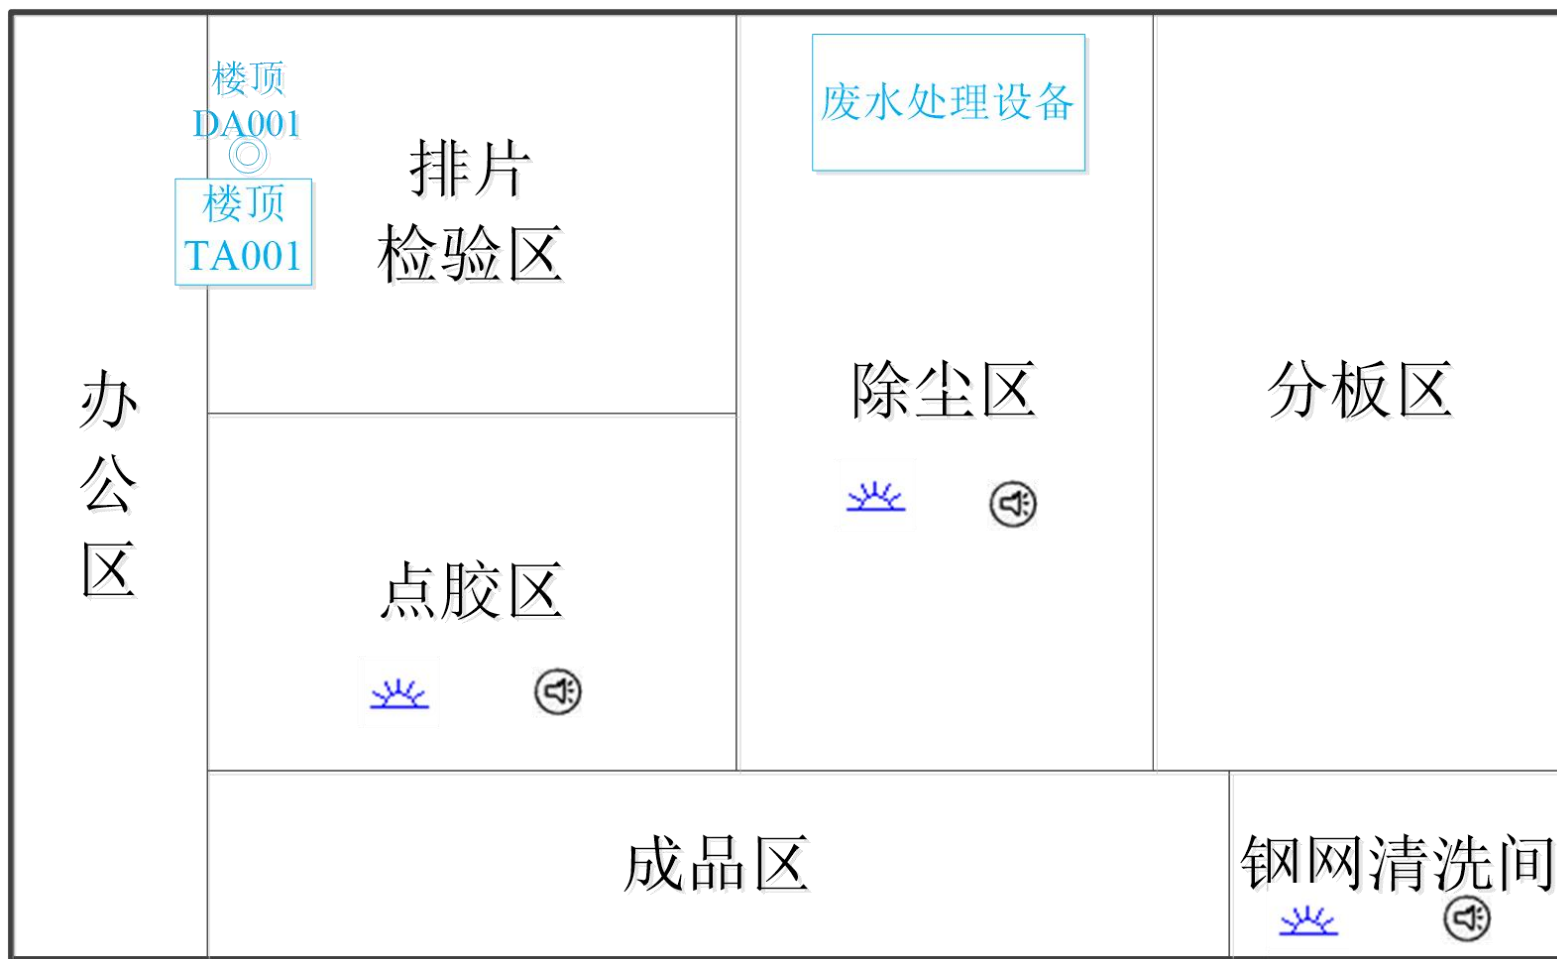 楼顶
DA001
楼顶
TA001
排片
检验区
废水处理设备
办
公
区
除尘区
分板区
点胶区
成品区
钢网清洗间